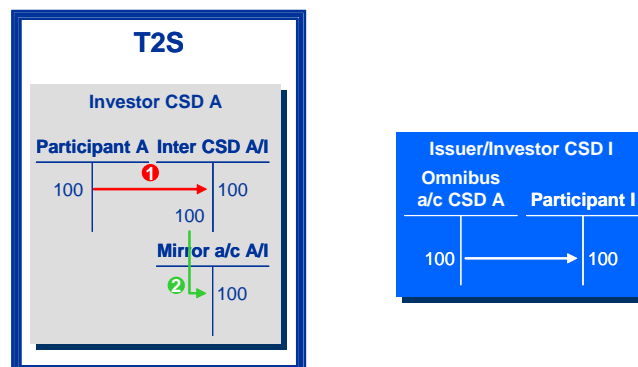 T2S
Investor CSD A
Participant A Inter CSD A/I
1
100 100
100
Mirror a/c A/I
2
100
Issuer/Investor CSD I
Omnibus
a/c CSD A Participant I
100 100